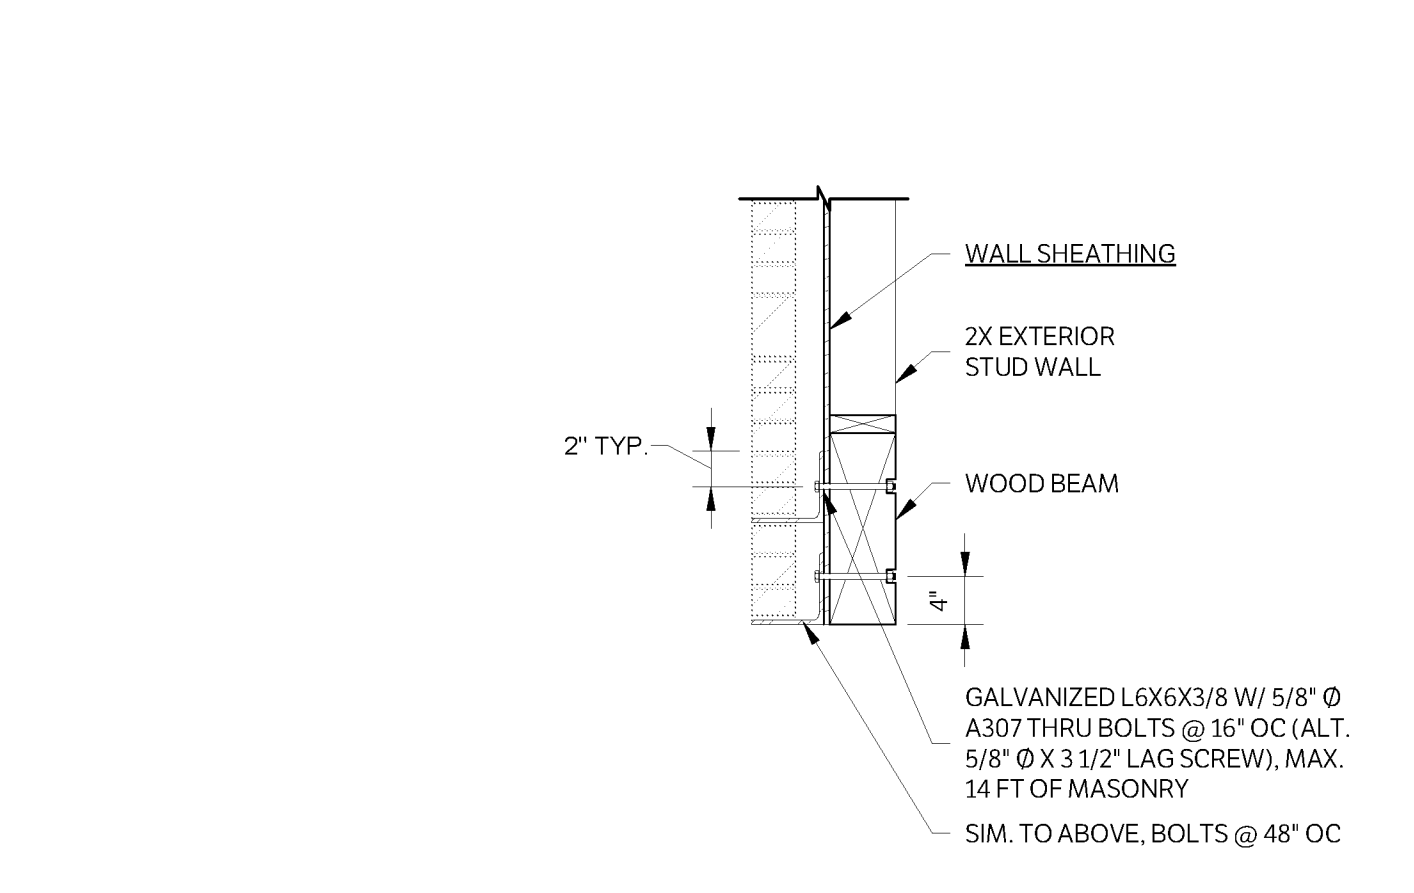 WALL SHEATHING
2X EXTERIOR
STUD WALL
2" TYP.
WOOD BEAM
4"
GALVANIZED L6X6X3/8 W/ 5/8" Ø
A307 THRU BOLTS @ 16" OC (ALT.
5/8" Ø X 3 1/2" LAG SCREW), MAX.
14 FT OF MASONRY
SIM. TO ABOVE, BOLTS @ 48" OC